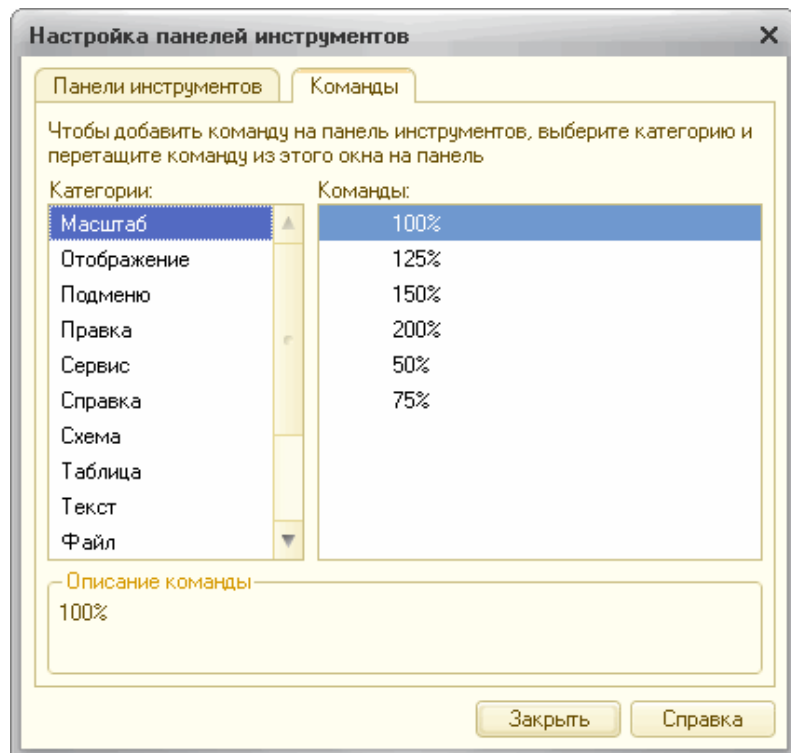 Настройка панелей инструментов
Панели инструментов
Команды
Чтобы добавить команду на панель инструментов, выберите категорию и
перетащите команду из этого окна на панель
Категории:
Масштаб
Отображение
Подменю
Правка
Сервис
Справка
Схема
Таблица
Текст
Файл
Команды:
100%
125%
150%
200%
50%
75%
Описание команды
100%
Закрыть
Справка